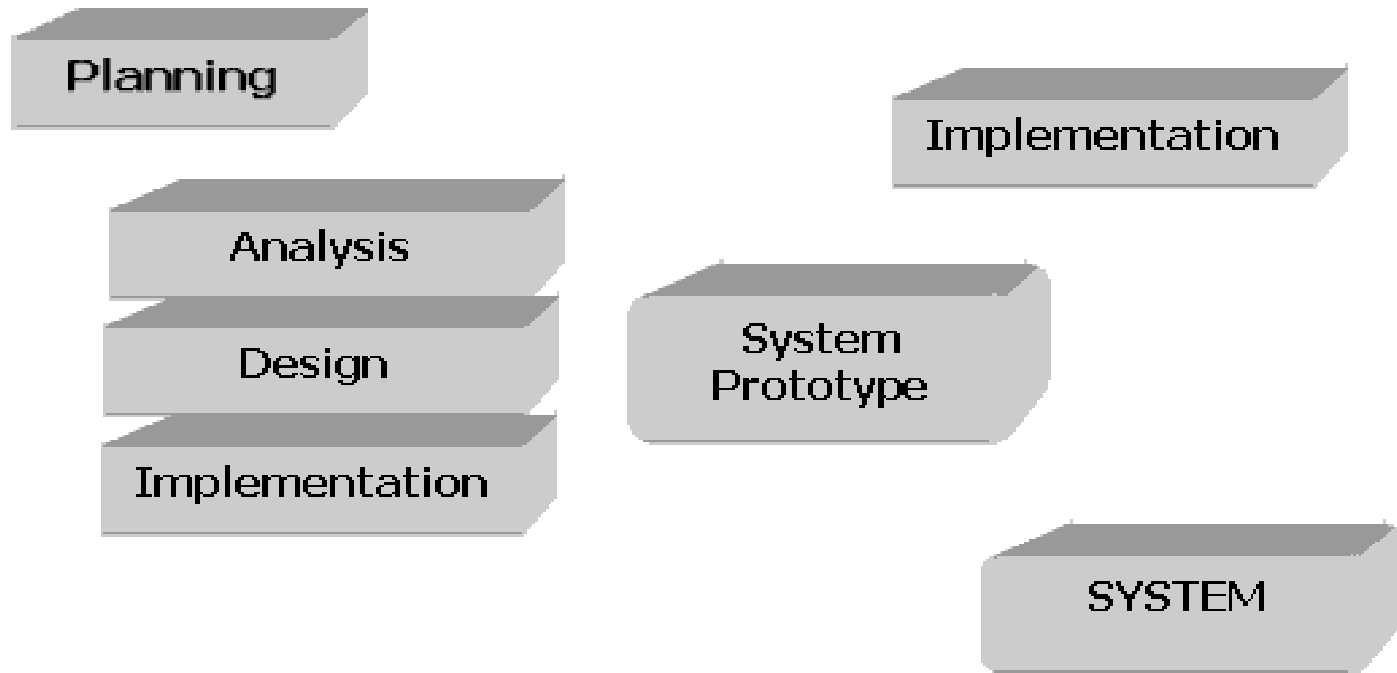 Planning
Implementation
Analysis
Design
Implementation
System
Prototype
SYSTEM